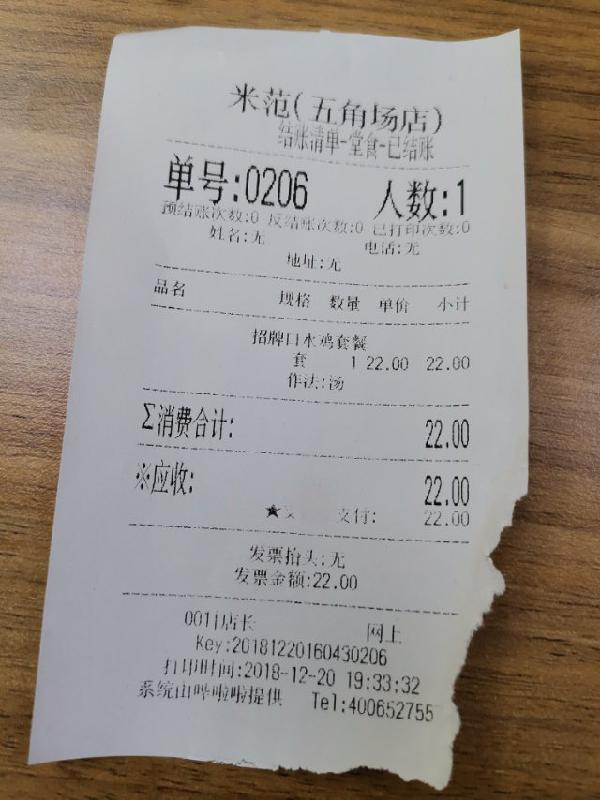 米范(五角场店)
结账清单-堂食-已结账
单号:0206 人数:1
预结账次数:0 反结账次数:0 已打印次数:0
姓名:无 电话:无
地址:无
品名 规格 数量 单价 小计
招牌口水鸡套餐
套 1 22.00 22.00
作法:汤
Σ消费合计: 22.00
※应收: 22.00
★ 支付: 22.00
发票抬头:无
发票金额:22.00
001门店长 网上
Key:20181220160430206
打印时间:2018-12-20 19:33:32
系统由哗啦啦提供 Tel:400652755